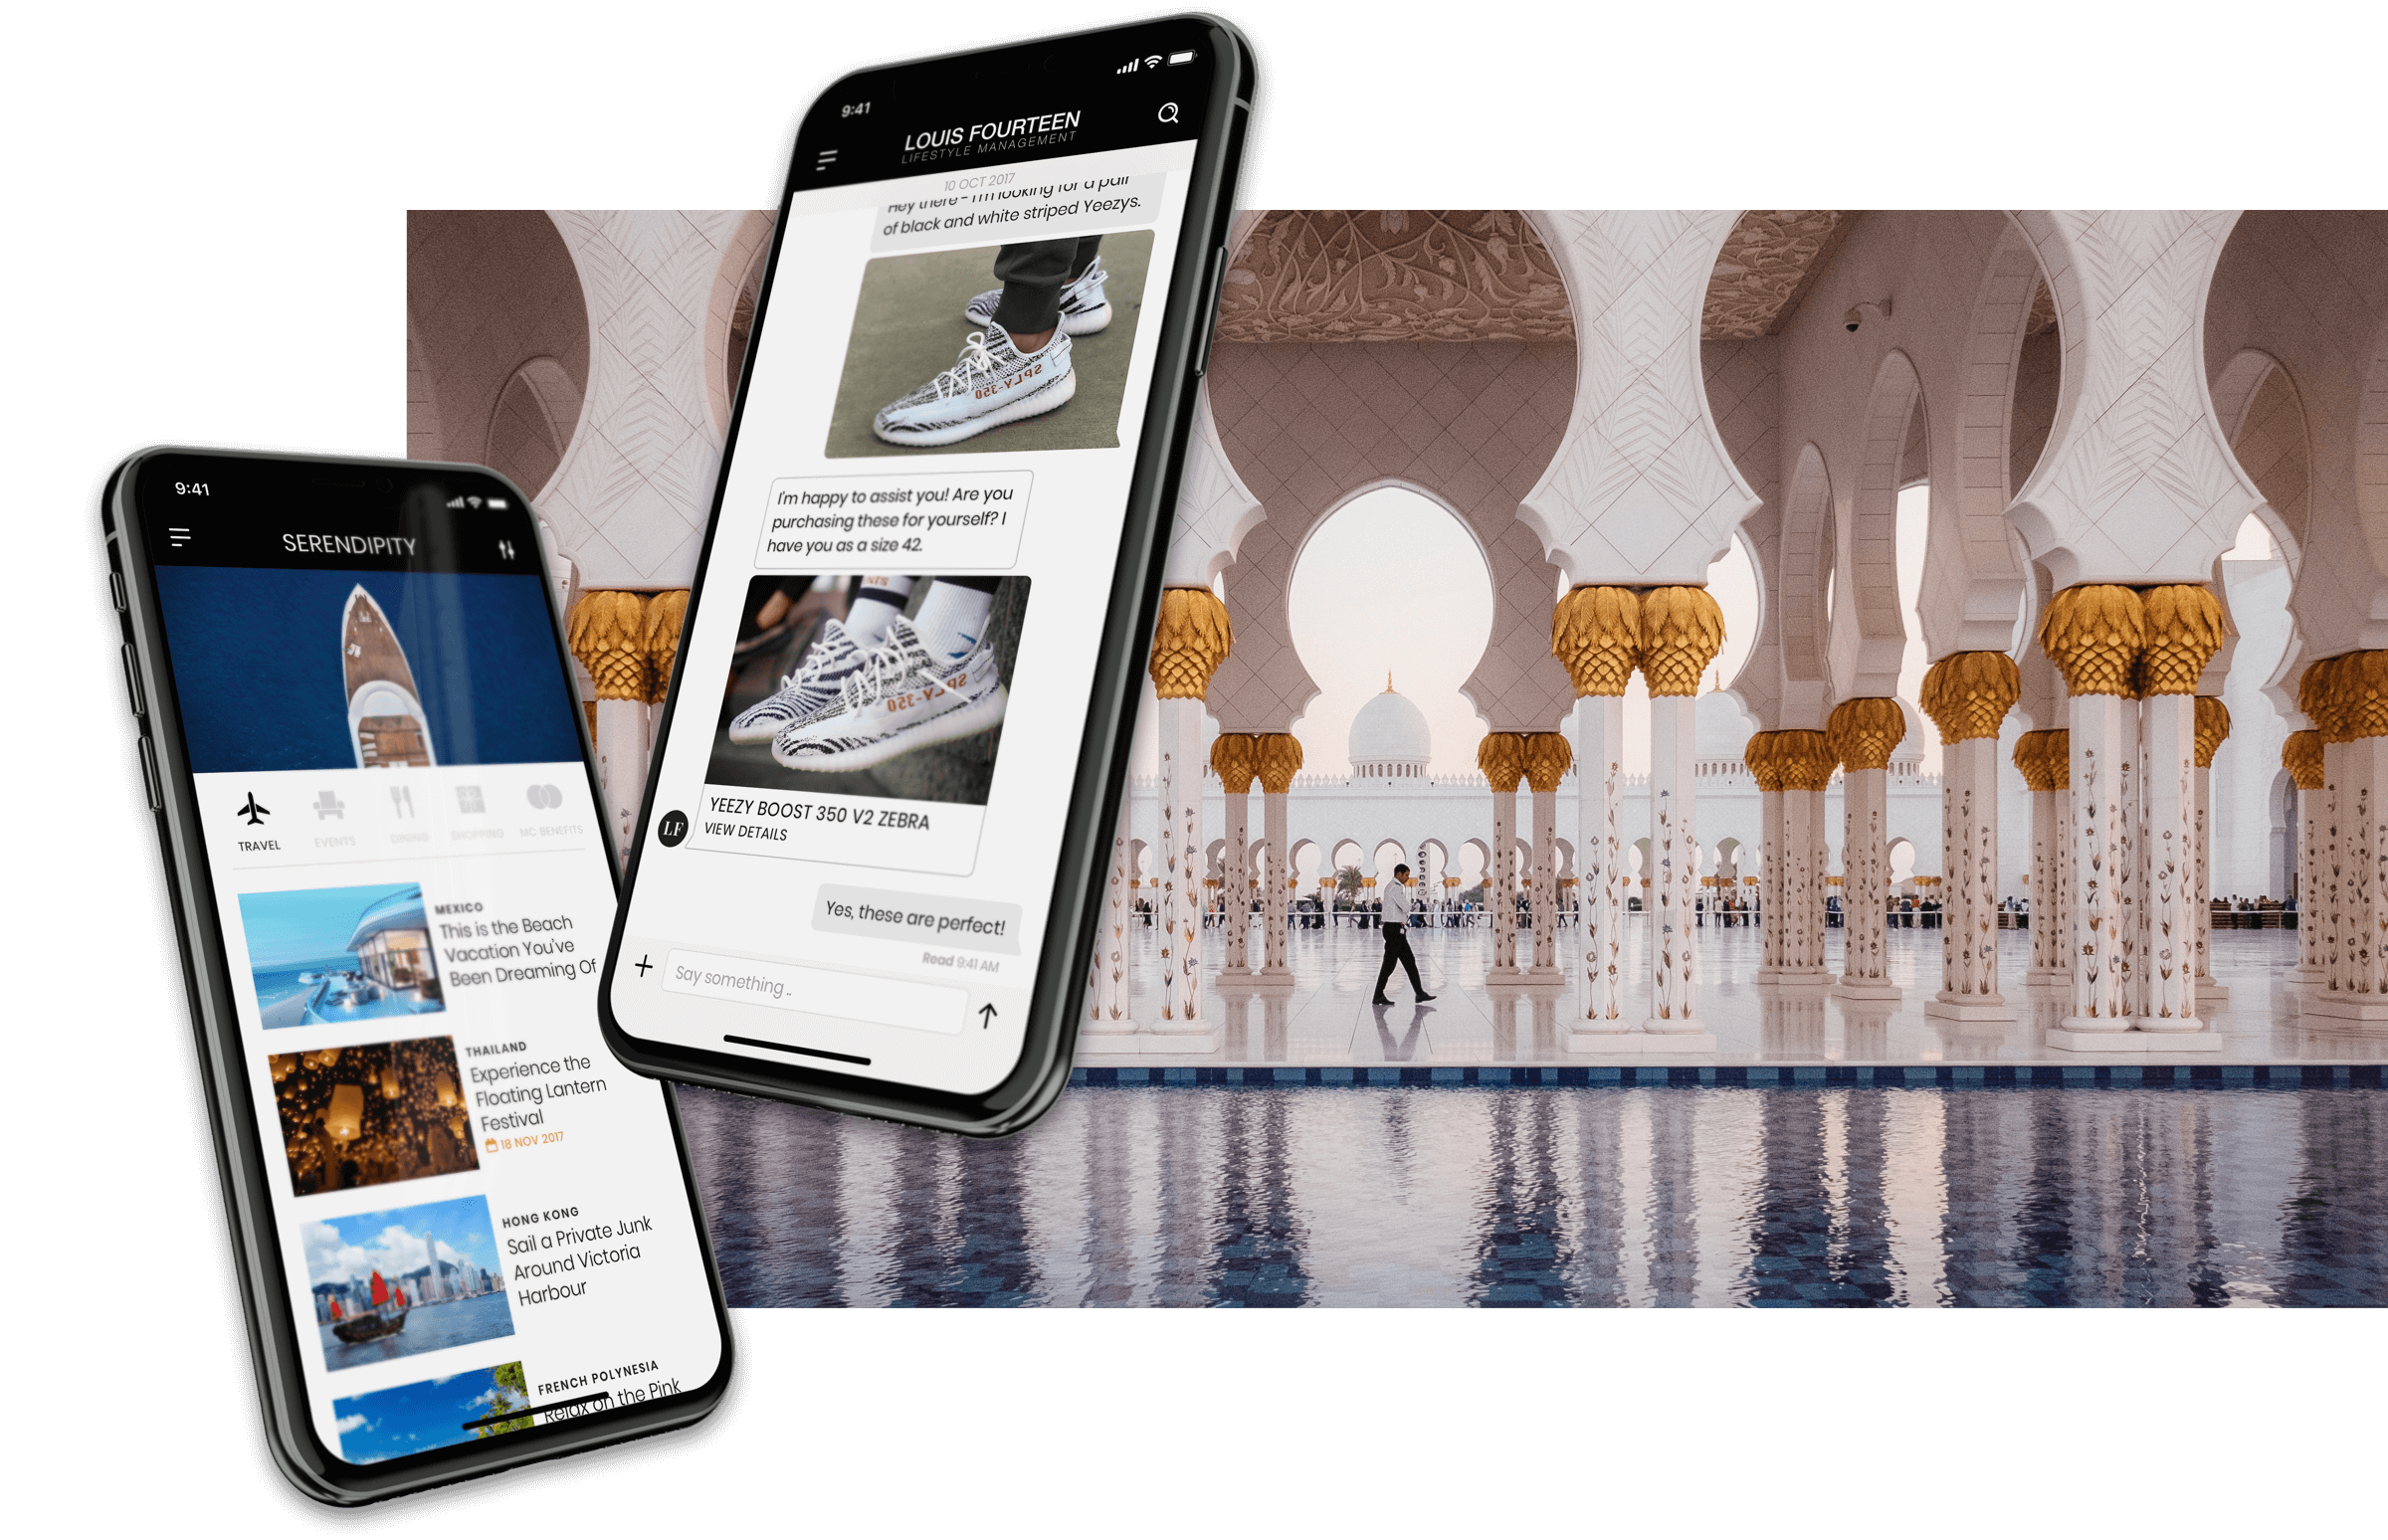 9:41
SERENDIPITY
TRAVEL
EVENTS
DINING
SHOPPING
MC BENEFITS
MEXICO
This is the Beach
Vacation You've
Been Dreaming Of
THAILAND
Experience the
Floating Lantern
Festival
18 NOV 2017
HONG KONG
Sail a Private Junk
Around Victoria
Harbour
FRENCH POLYNESIA
Relax on the Pink
9:41
LOUIS FOURTEEN
LIFESTYLE MANAGEMENT
10 OCT 2017
Hey there - I'm looking for a pair
of black and white striped Yeezys.
SPLY-350
I'm happy to assist you! Are you
purchasing these for yourself? I
have you as a size 42.
SPLY-350
YEEZY BOOST 350 V2 ZEBRA
VIEW DETAILS
LF
Yes, these are perfect!
Read 9:41 AM
Say something ..